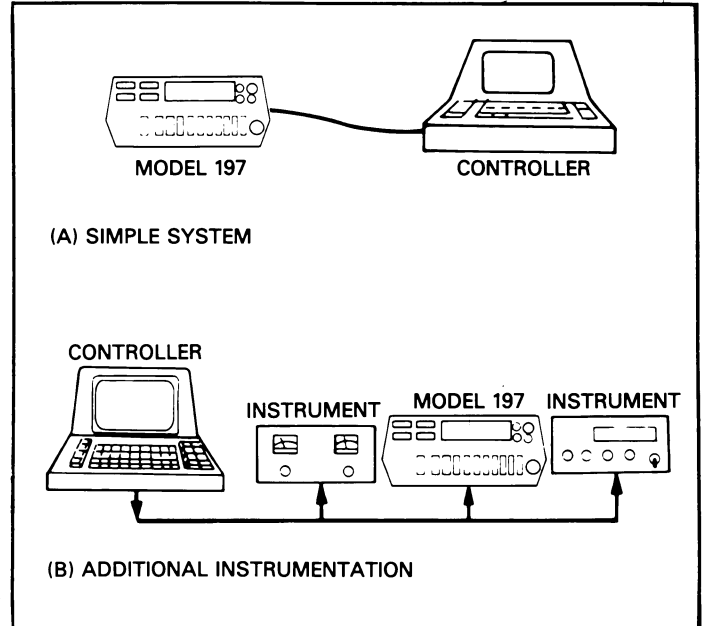 MODEL 197
CONTROLLER
(A) SIMPLE SYSTEM
CONTROLLER
INSTRUMENT
MODEL 197
INSTRUMENT
(B) ADDITIONAL INSTRUMENTATION